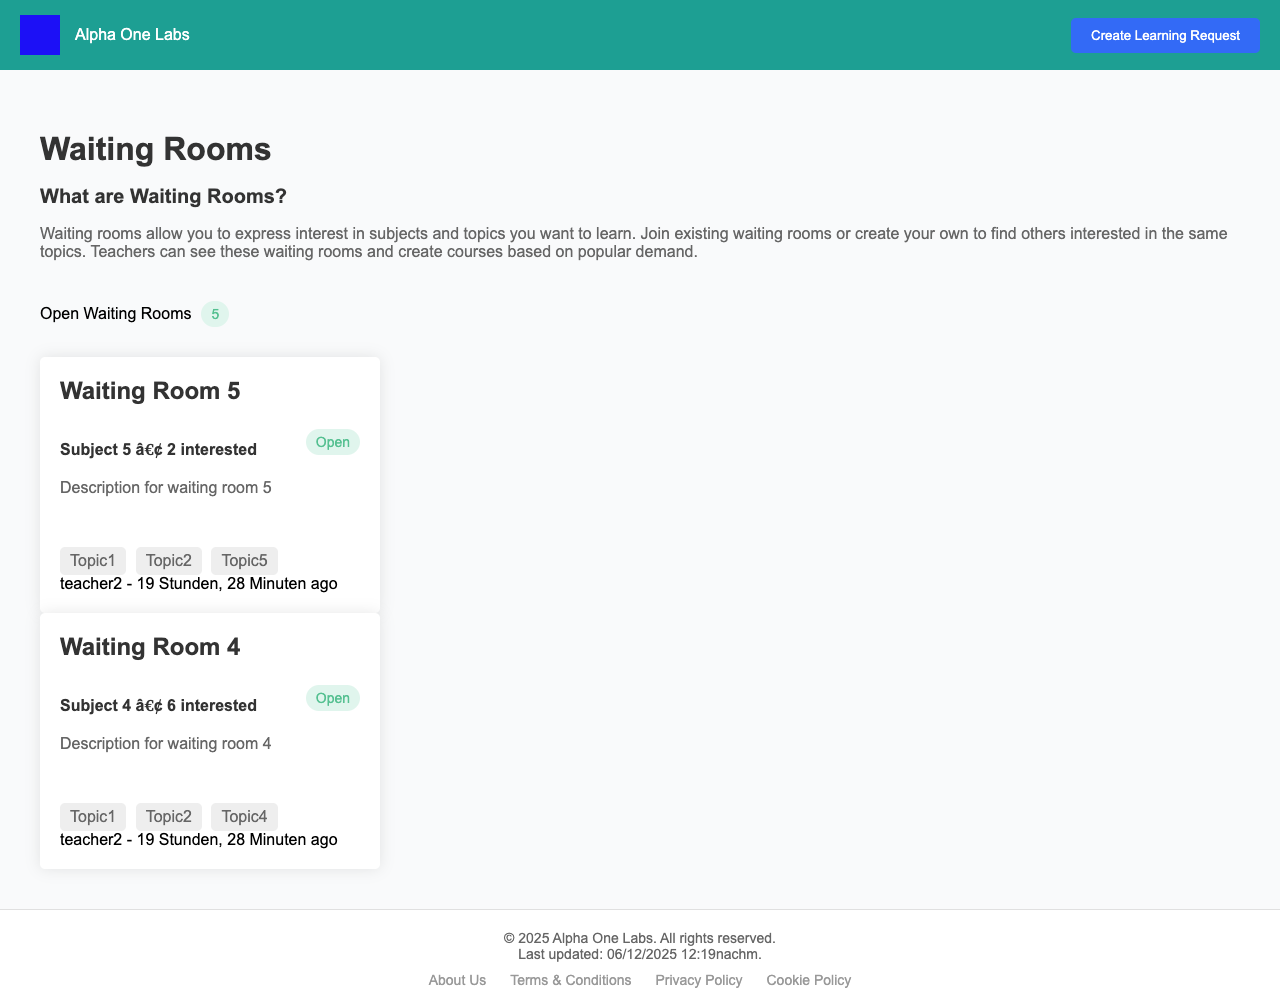 Alpha One Labs
Create Learning Request
Waiting Rooms
What are Waiting Rooms?
Waiting rooms allow you to express interest in subjects and topics you want to learn. Join existing waiting rooms or create your own to find others interested in the same
topics. Teachers can see these waiting rooms and create courses based on popular demand.
Open Waiting Rooms 5
Waiting Room 5
Subject 5 â€¢ 2 interested
Open
Description for waiting room 5
Topic1 Topic2 Topic5
teacher2 - 19 Stunden, 28 Minuten ago
Waiting Room 4
Subject 4 â€¢ 6 interested
Open
Description for waiting room 4
Topic1 Topic2 Topic4
teacher2 - 19 Stunden, 28 Minuten ago
© 2025 Alpha One Labs. All rights reserved.
Last updated: 06/12/2025 12:19nachm.
About Us Terms & Conditions Privacy Policy Cookie Policy